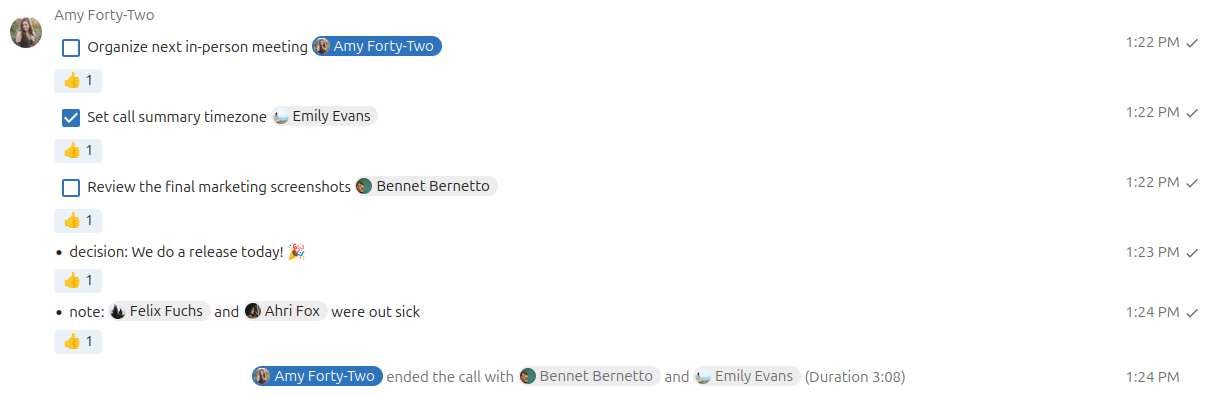 Amy Forty-Two
Organize next in-person meeting Amy Forty-Two 1:22 PM
👍 1
Set call summary timezone Emily Evans 1:22 PM
👍 1
Review the final marketing screenshots Bennet Bernetto 1:22 PM
👍 1
• decision: We do a release today! 🎉 1:23 PM
👍 1
• note: Felix Fuchs and Ahri Fox were out sick 1:24 PM
👍 1
Amy Forty-Two ended the call with Bennet Bernetto and Emily Evans (Duration 3:08) 1:24 PM